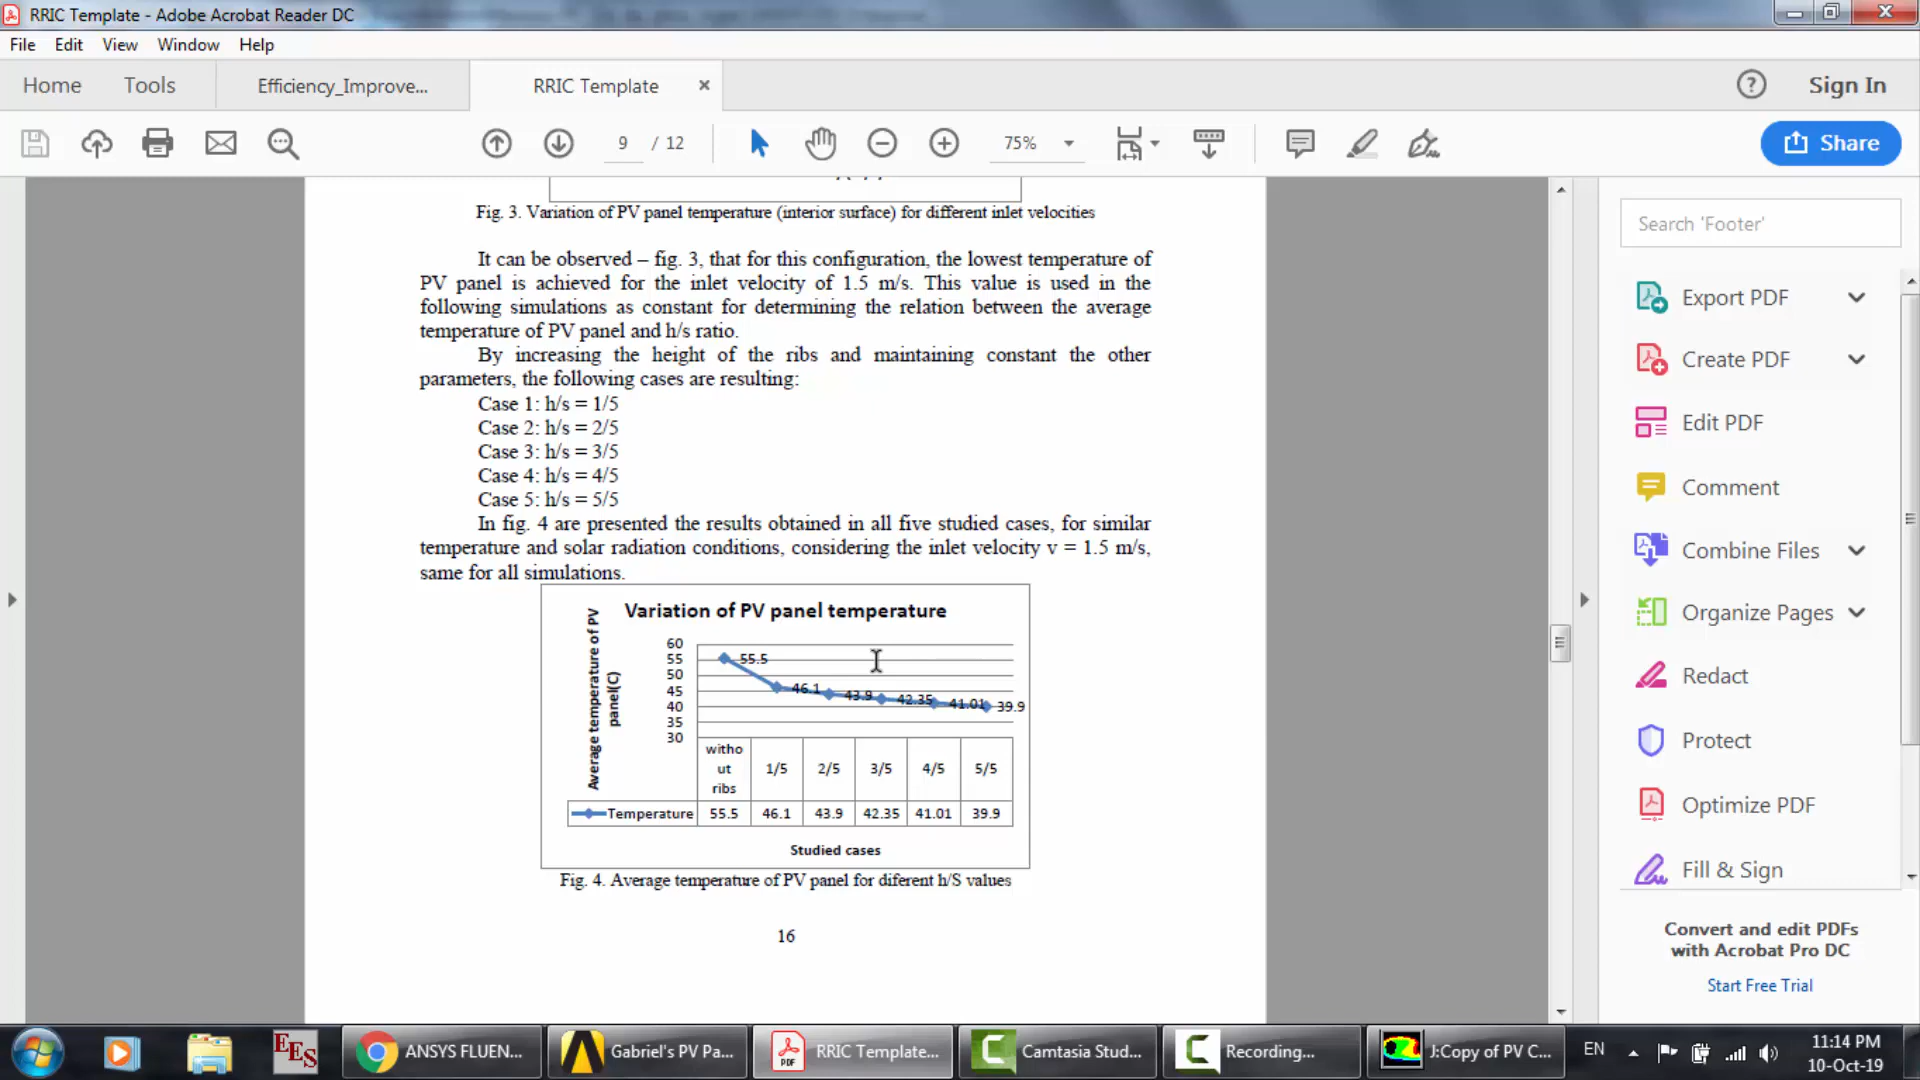 RRIC Template - Adobe Acrobat Reader DC
File Edit View Window Help
Home Tools Efficiency_Improve... RRIC Template × Sign In
9 / 12 75% Share
Fig. 3. Variation of PV panel temperature (interior surface) for different inlet velocities
It can be observed – fig. 3, that for this configuration, the lowest temperature of
PV panel is achieved for the inlet velocity of 1.5 m/s. This value is used in the
following simulations as constant for determining the relation between the average
temperature of PV panel and h/s ratio.
By increasing the height of the ribs and maintaining constant the other
parameters, the following cases are resulting:
Case 1: h/s = 1/5
Case 2: h/s = 2/5
Case 3: h/s = 3/5
Case 4: h/s = 4/5
Case 5: h/s = 5/5
In fig. 4 are presented the results obtained in all five studied cases, for similar
temperature and solar radiation conditions, considering the inlet velocity v = 1.5 m/s,
same for all simulations.
Variation of PV panel temperature
Average temperature of PV
panel(C)
60
55
50
45
40
35
30
55.5
46.1
43.9
42.35
41.01
39.9
witho
ut
ribs
1/5 2/5 3/5 4/5 5/5
Temperature 55.5 46.1 43.9 42.35 41.01 39.9
Studied cases
Fig. 4. Average temperature of PV panel for diferent h/S values
16
Search 'Footer'
Export PDF
Create PDF
Edit PDF
Comment
Combine Files
Organize Pages
Redact
Protect
Optimize PDF
Fill & Sign
Convert and edit PDFs
with Acrobat Pro DC
Start Free Trial
EES ANSYS FLUEN... Gabriel's PV Pa... RRIC Template... Camtasia Stud... Recording... J:Copy of PV C... EN
11:14 PM
10-Oct-19